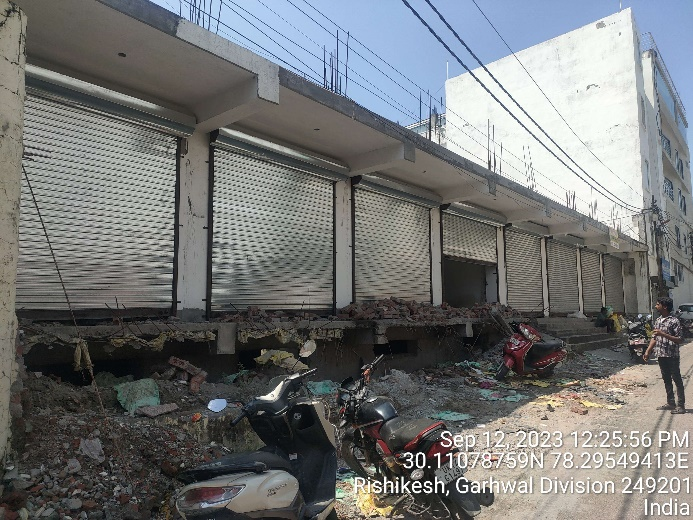 Sep 12, 2023 12:25:56 PM
30.11078759N 78.29549413E
Rishikesh, Garhwal Division 249201
India